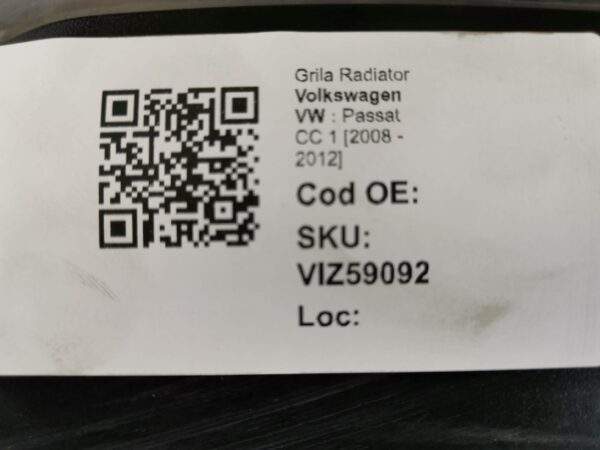 Grila Radiator
Volkswagen
VW : Passat
CC 1 [2008 -
2012]
Cod OE:
SKU:
VIZ59092
Loc: